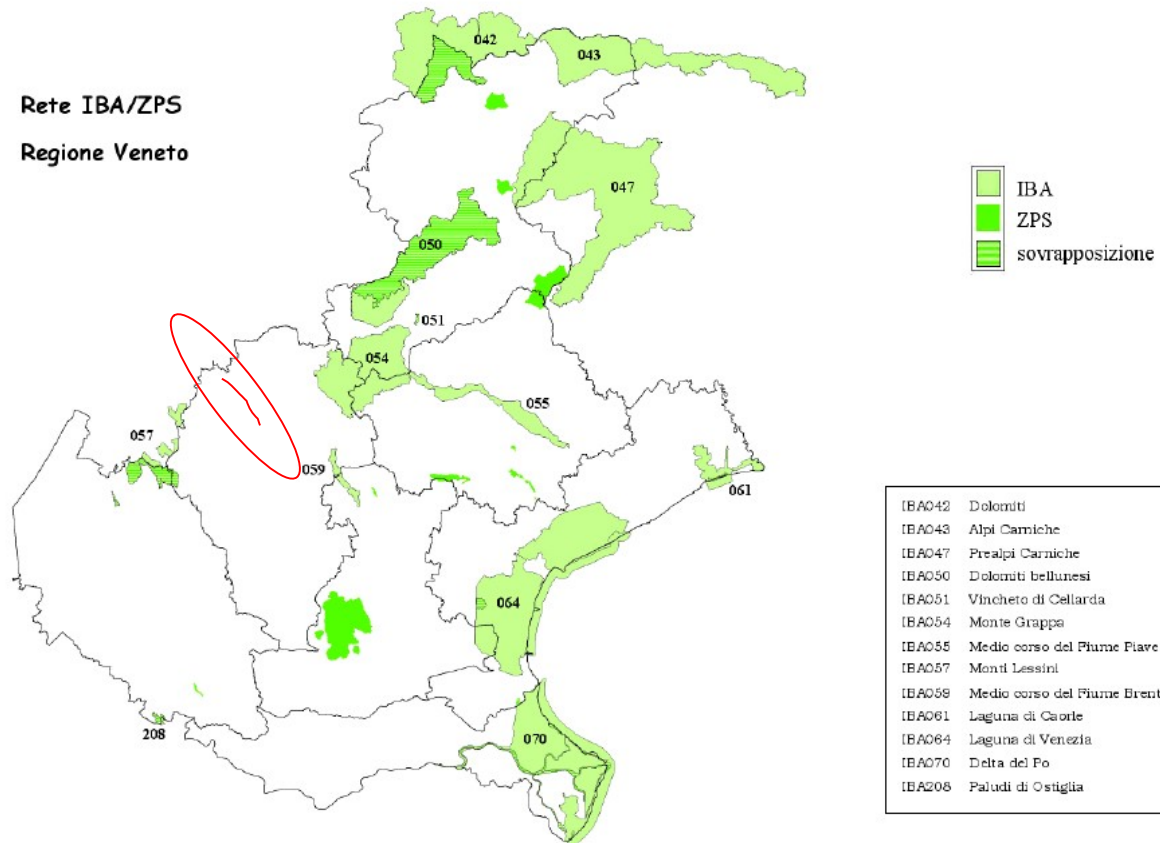 Rete IBA/ZPS
Regione Veneto
042
043
047
050
051
054
055
057
059
061
064
070
208
IBA
ZPS
sovrapposizione
IBA042 Dolomiti
IBA043 Alpi Carniche
IBA047 Prealpi Carniche
IBA050 Dolomiti bellunesi
IBA051 Vincheto di Cellarda
IBA054 Monte Grappa
IBA055 Medio corso del Fiume Piave
IBA057 Monti Lessini
IBA059 Medio corso del Fiume Brent
IBA061 Laguna di Caorle
IBA064 Laguna di Venezia
IBA070 Delta del Po
IBA208 Paludi di Ostiglia